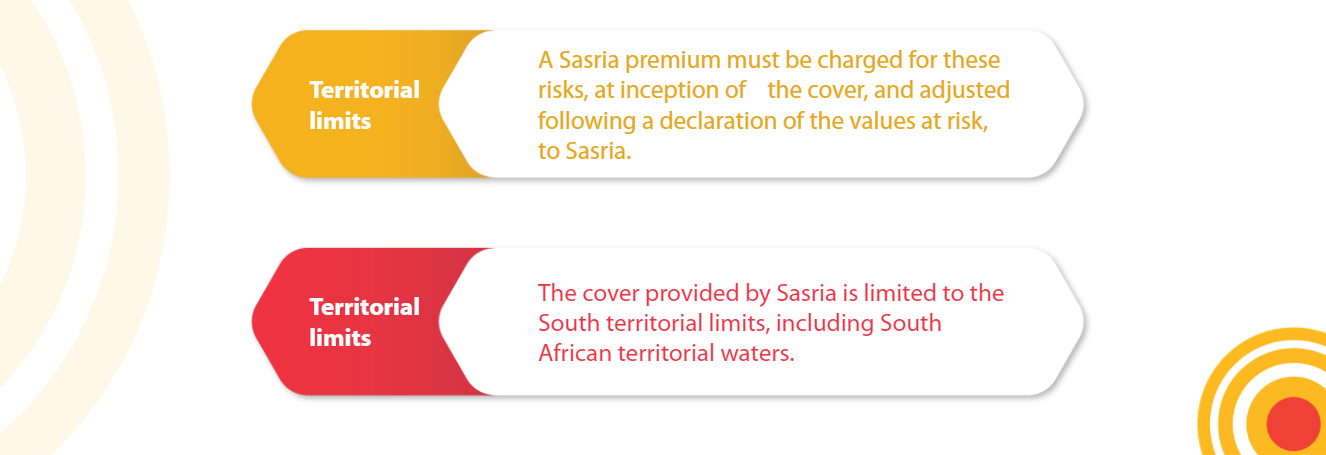 Territorial
limits
A Sasria premium must be charged for these
risks, at inception of    the cover, and adjusted
following a declaration of the values at risk,
to Sasria.
Territorial
limits
The cover provided by Sasria is limited to the
South territorial limits, including South
African territorial waters.